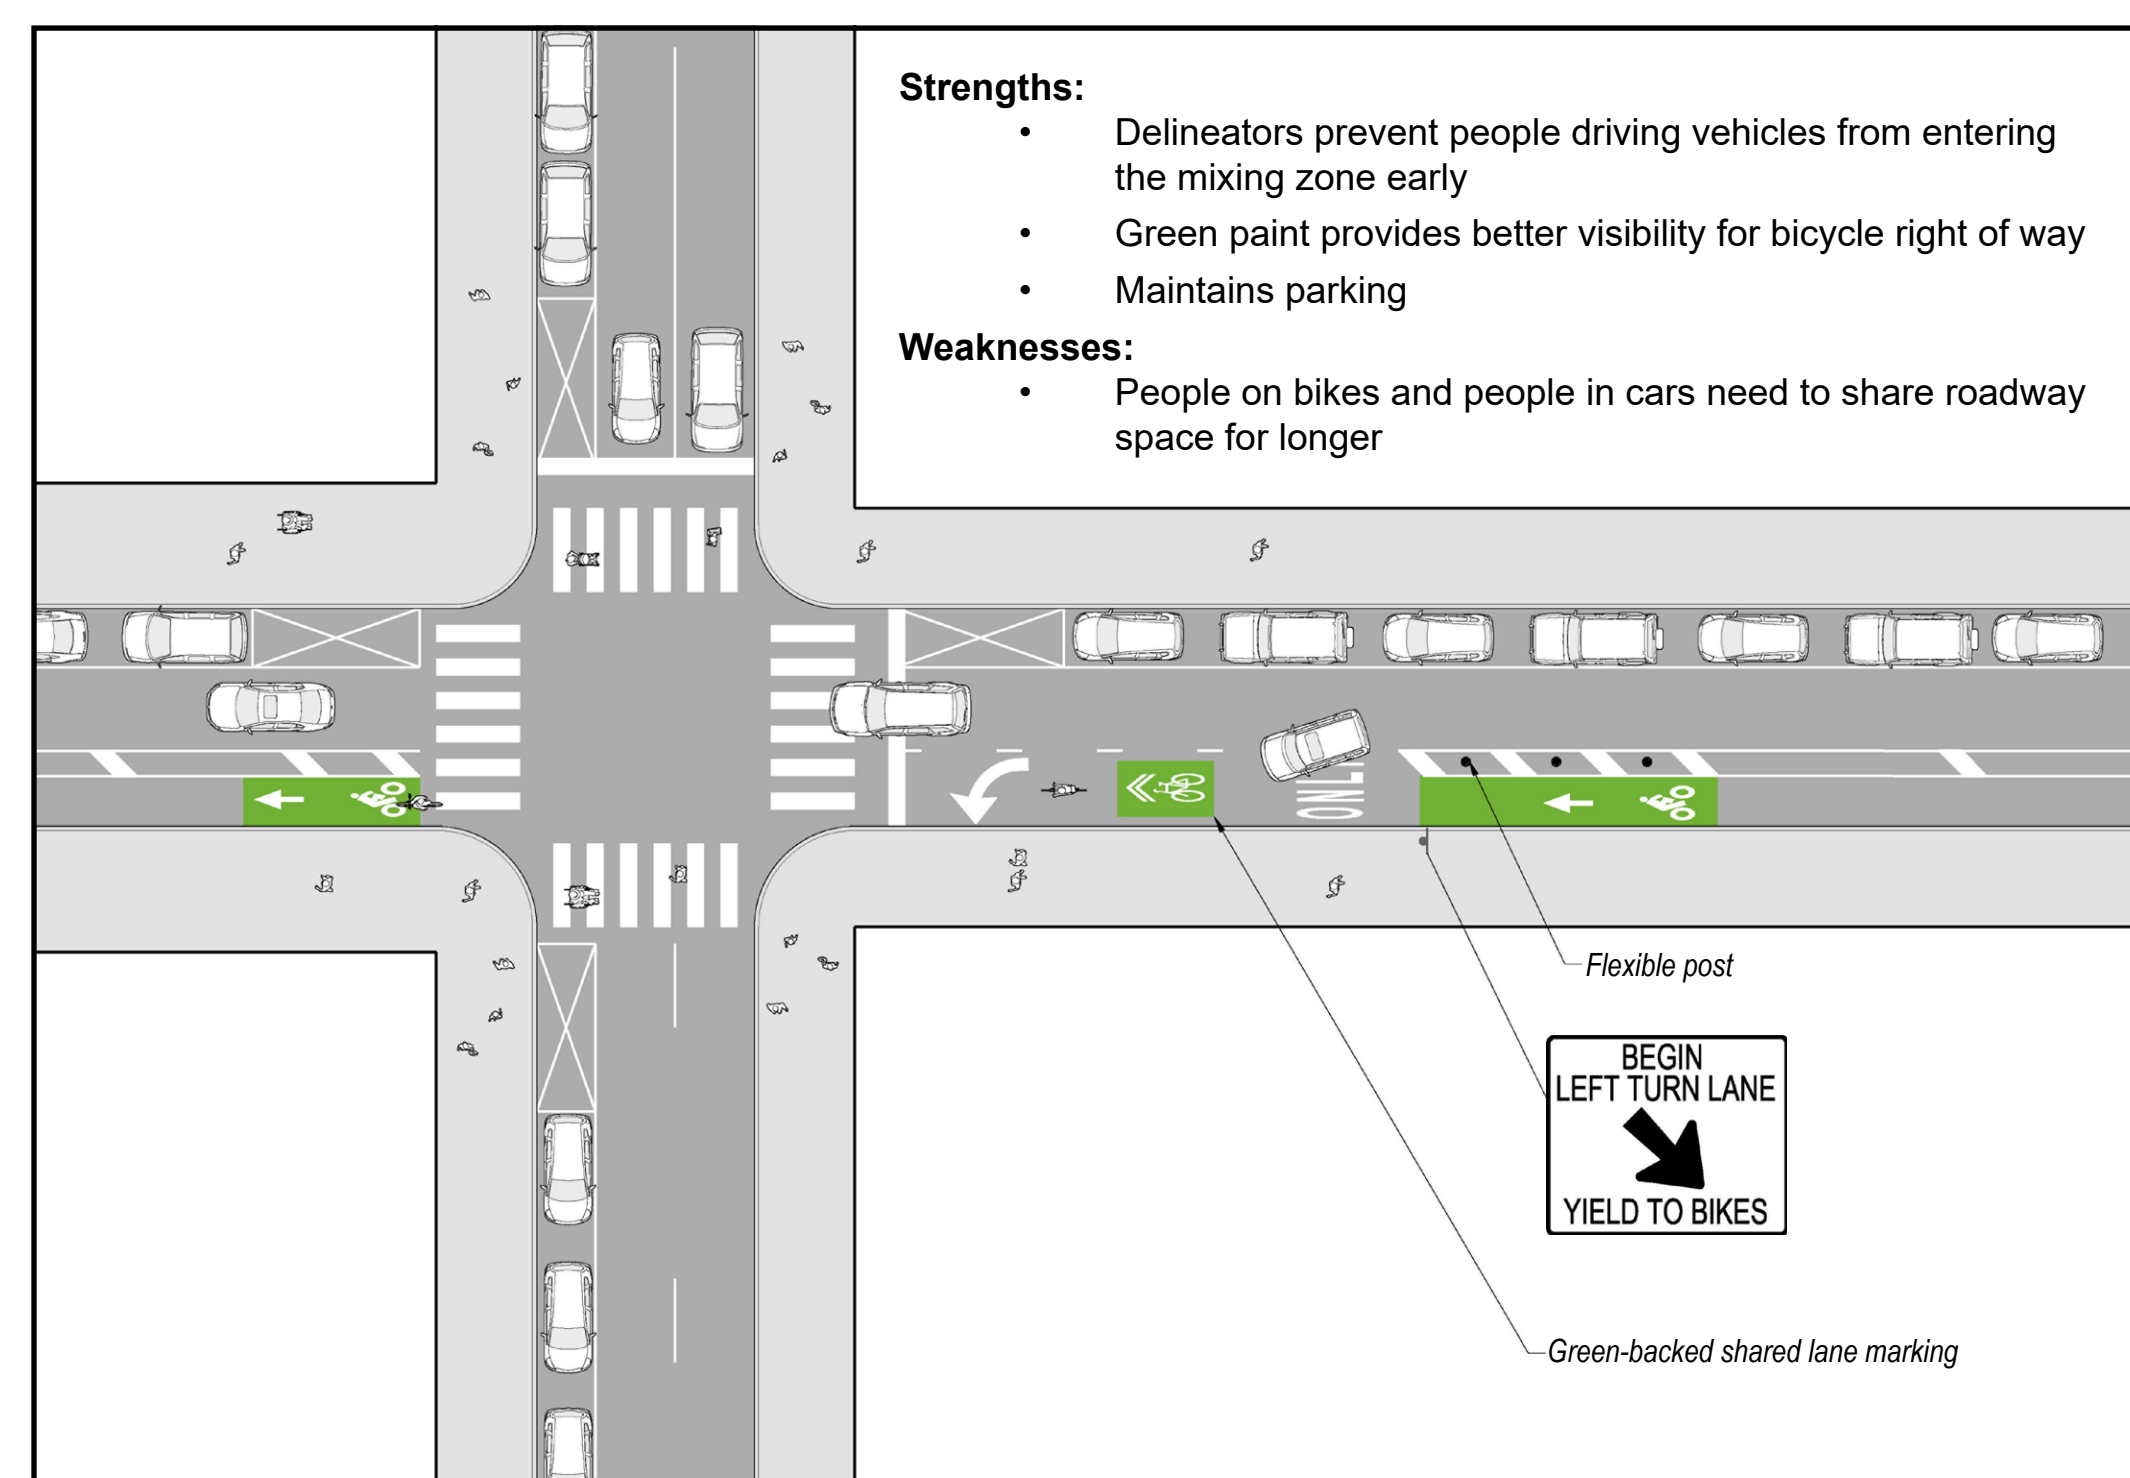 Strengths:
• Delineators prevent people driving vehicles from entering
the mixing zone early
• Green paint provides better visibility for bicycle right of way
• Maintains parking
Weaknesses:
• People on bikes and people in cars need to share roadway
space for longer
ONLY
Flexible post
BEGIN
LEFT TURN LANE
YIELD TO BIKES
Green-backed shared lane marking